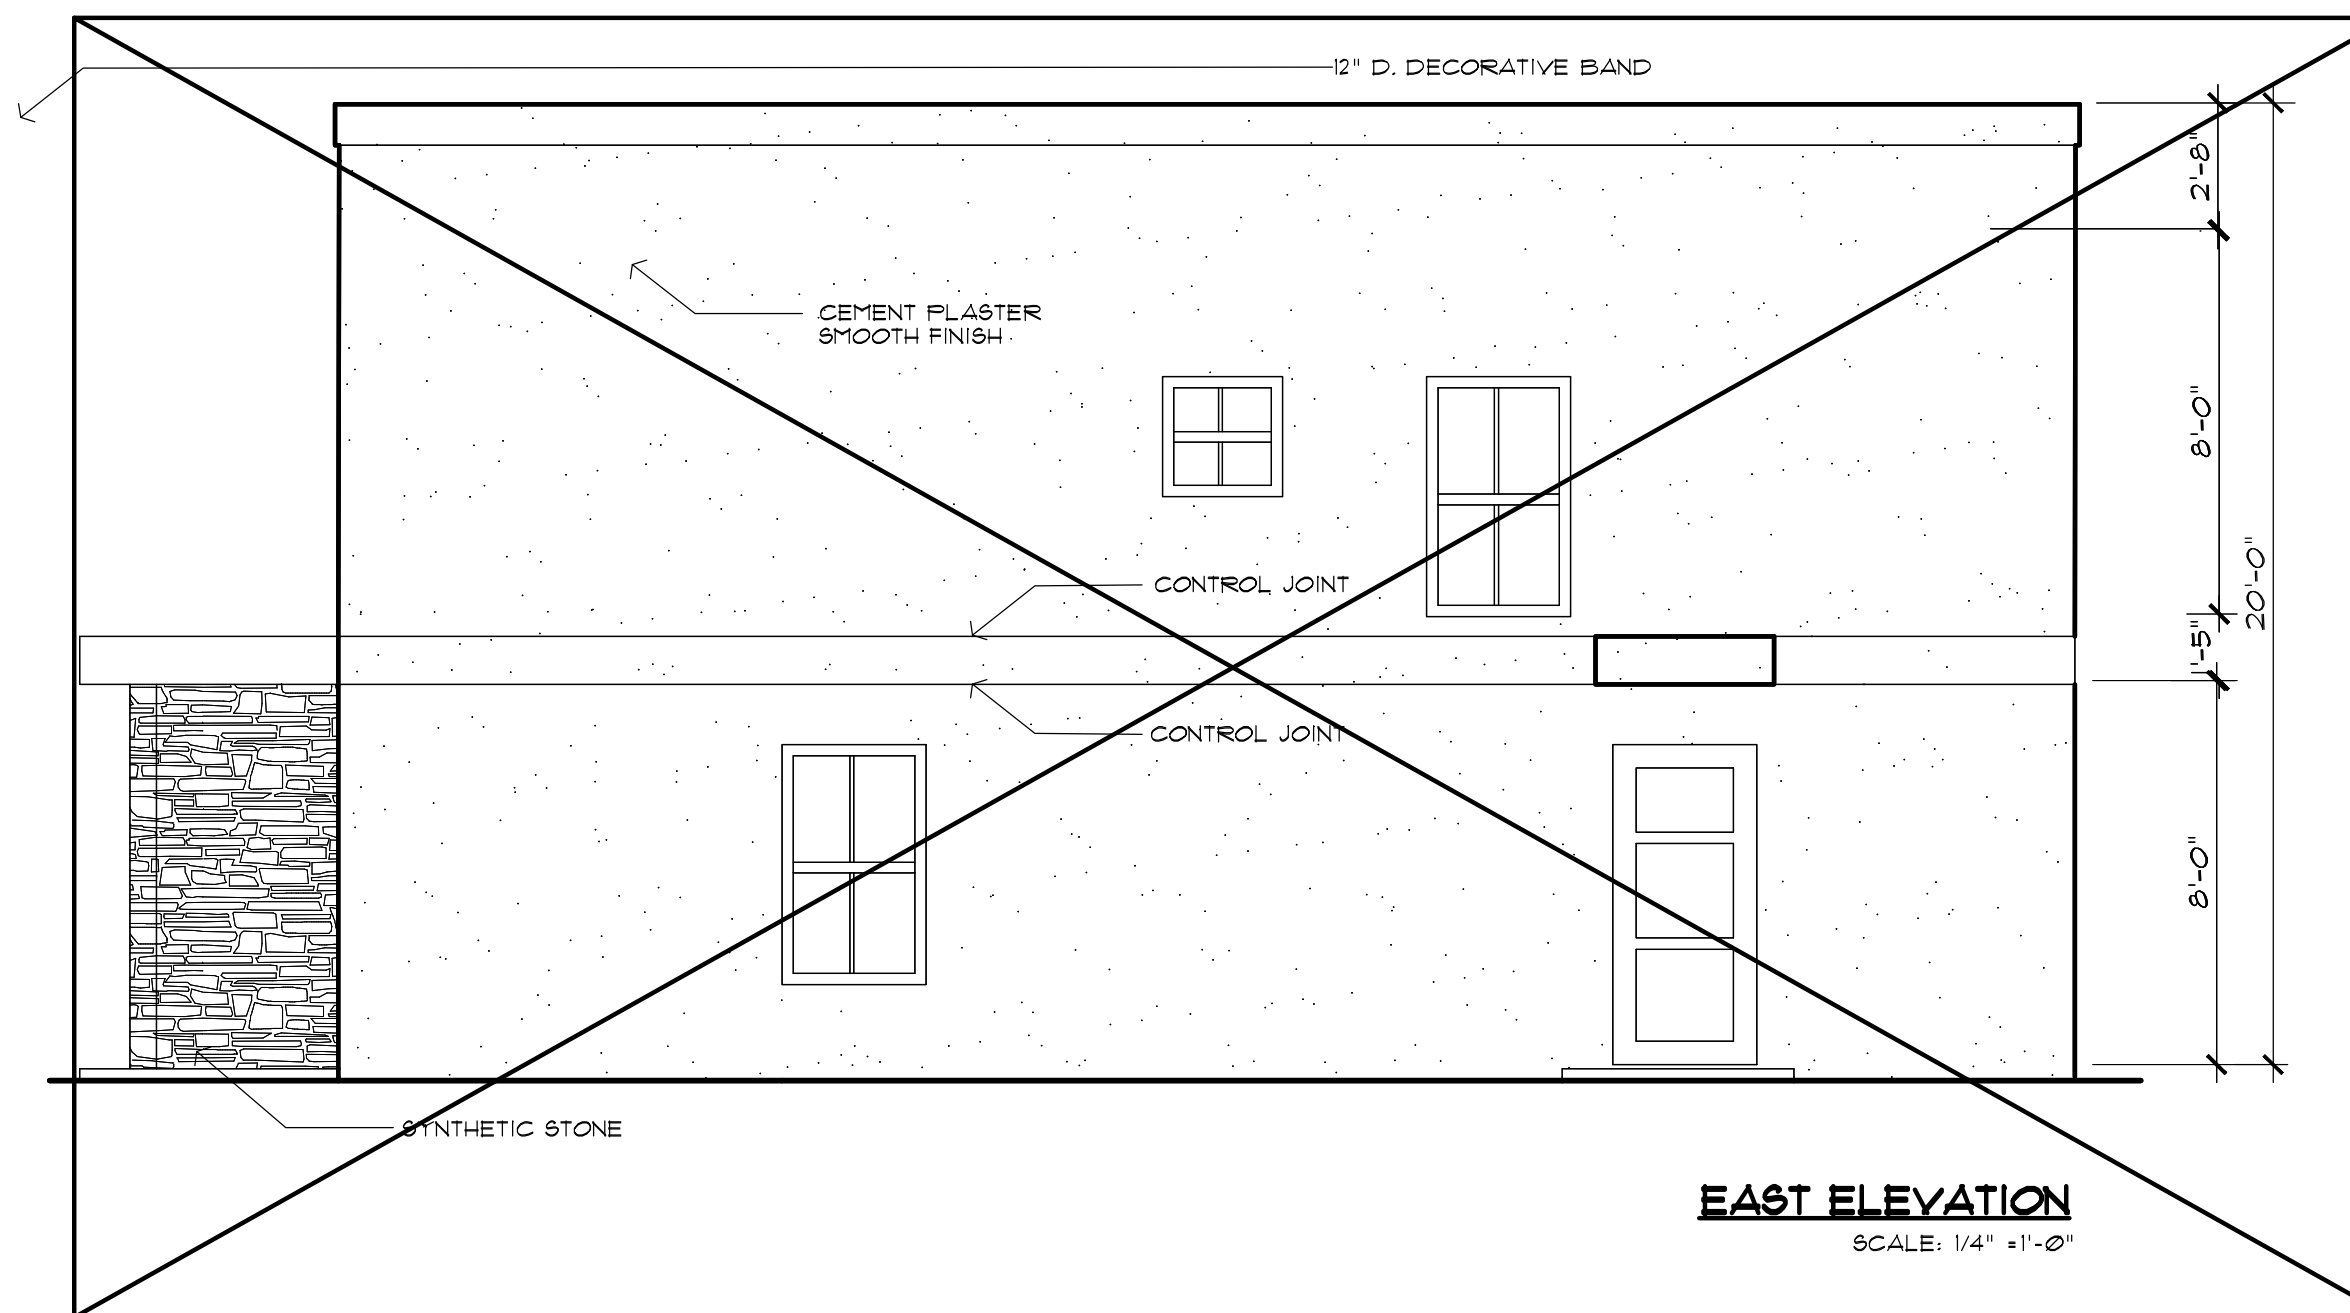 12" D. DECORATIVE BAND
2'-8"
CEMENT PLASTER
SMOOTH FINISH
8'-0"
20'-0"
CONTROL JOINT
1'-5"
CONTROL JOINT
8'-0"
SYNTHETIC STONE
EAST ELEVATION
SCALE: 1/4" =1'-0"